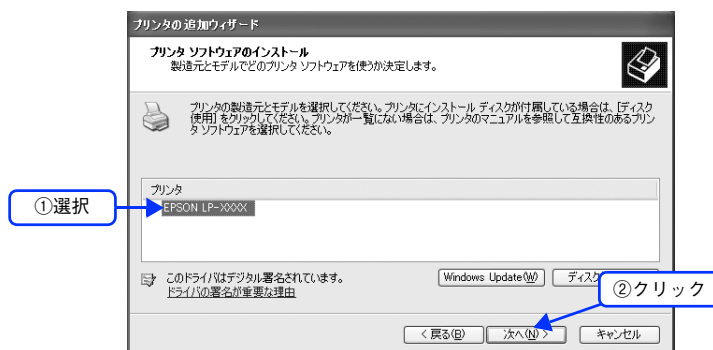 プリンタの追加ウィザード
プリンタ ソフトウェアのインストール
製造元とモデルでどのプリンタ ソフトウェアを使うか決定します。
プリンタの製造元とモデルを選択してください。プリンタにインストール ディスクが付属している場合は、[ディスク
使用] をクリックしてください。プリンタが一覧にない場合は、プリンタのマニュアルを参照して互換性のあるプリン
タ ソフトウェアを選択してください。
プリンタ
①選択
EPSON LP-XXXX
このドライバはデジタル署名されています。
ドライバの署名が重要な理由
Windows Update(W)
ディスク
②クリック
< 戻る(B)
次へ(N) >
キャンセル